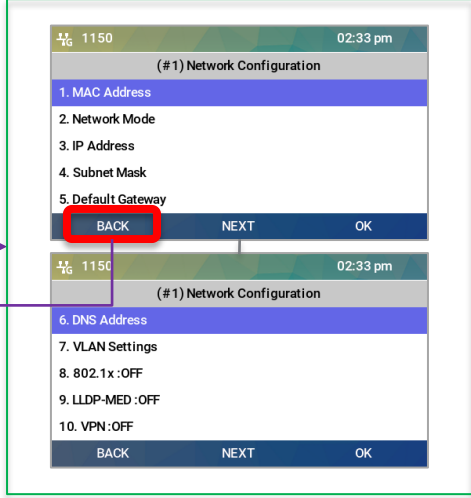 1G 1150 02:33 pm
(#1) Network Configuration
1. MAC Address
2. Network Mode
3. IP Address
4. Subnet Mask
5. Default Gateway
BACK NEXT OK
1G 1150 02:33 pm
(#1) Network Configuration
6. DNS Address
7. VLAN Settings
8. 802.1x :OFF
9. LLDP-MED :OFF
10. VPN :OFF
BACK NEXT OK